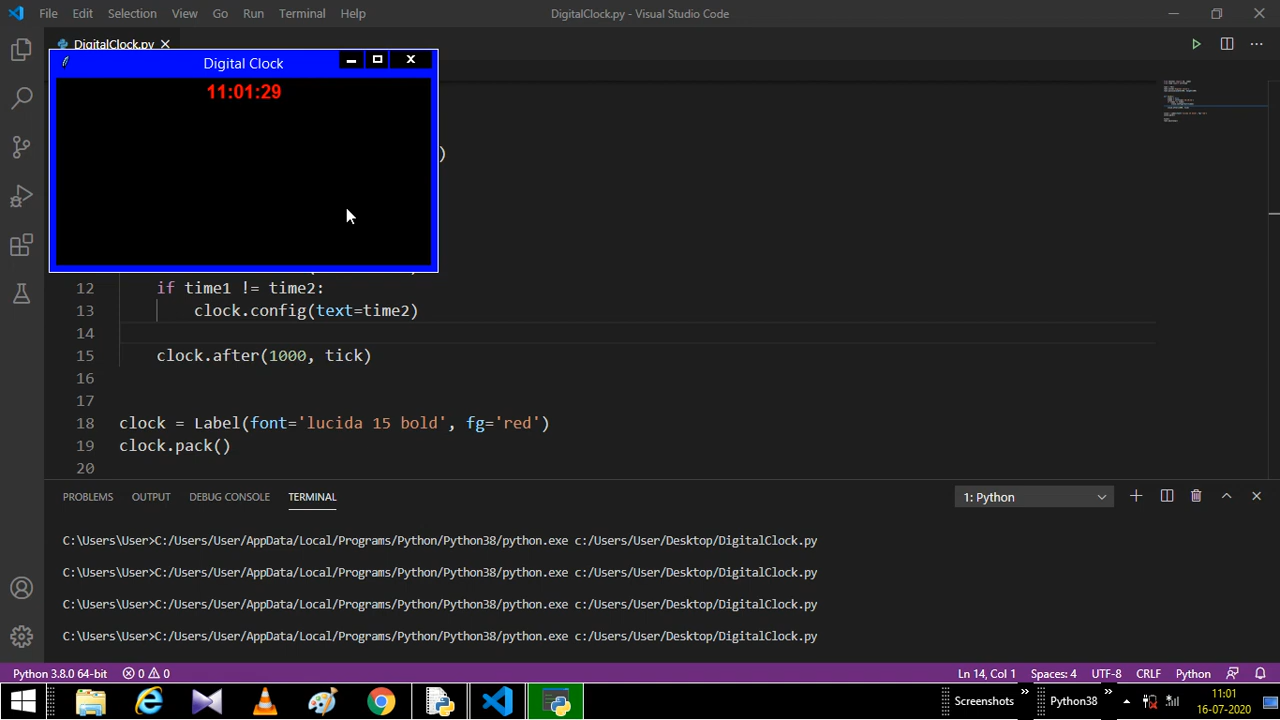 File Edit Selection View Go Run Terminal Help
DigitalClock.py - Visual Studio Code
DigitalClock.py
Digital Clock
11:01:29
)
12 if time1 != time2:
13 clock.config(text=time2)
14
15 clock.after(1000, tick)
16
17
18 clock = Label(font='lucida 15 bold', fg='red')
19 clock.pack()
20
PROBLEMS OUTPUT DEBUG CONSOLE TERMINAL 1: Python
C:\Users\User>C:/Users/User/AppData/Local/Programs/Python/Python38/python.exe c:/Users/User/Desktop/DigitalClock.py
C:\Users\User>C:/Users/User/AppData/Local/Programs/Python/Python38/python.exe c:/Users/User/Desktop/DigitalClock.py
C:\Users\User>C:/Users/User/AppData/Local/Programs/Python/Python38/python.exe c:/Users/User/Desktop/DigitalClock.py
C:\Users\User>C:/Users/User/AppData/Local/Programs/Python/Python38/python.exe c:/Users/User/Desktop/DigitalClock.py
Python 3.8.0 64-bit 0 0 Ln 14, Col 1 Spaces: 4 UTF-8 CRLF Python
Screenshots » Python38 » 11:01
16-07-2020